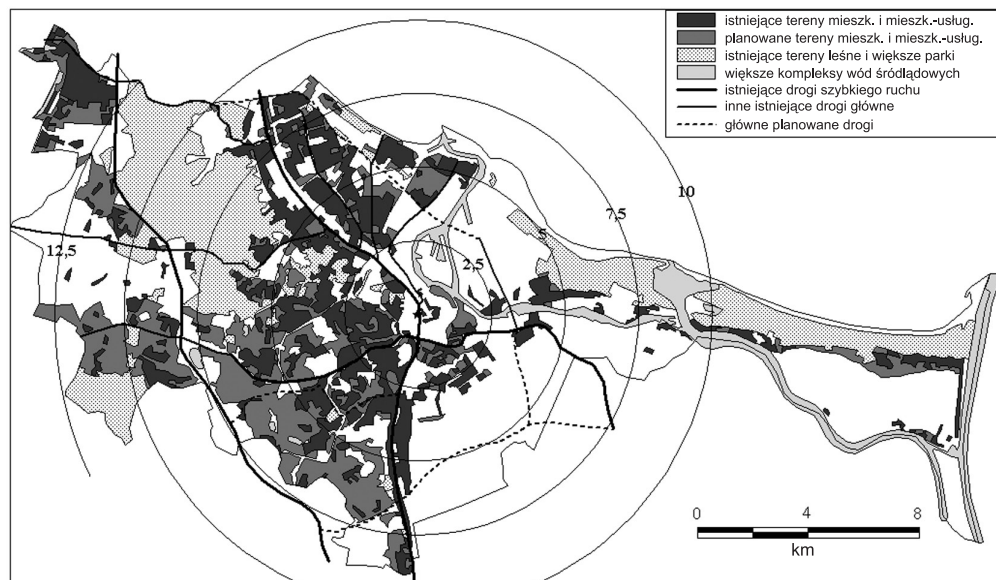 istniejące tereny mieszk. i mieszk.-usług.
planowane tereny mieszk. i mieszk.-usług.
istniejące tereny leśne i większe parki
większe kompleksy wód śródlądowych
istniejące drogi szybkiego ruchu
inne istniejące drogi główne
główne planowane drogi
10
7,5
5
2,5
12,5
0 4 8
km